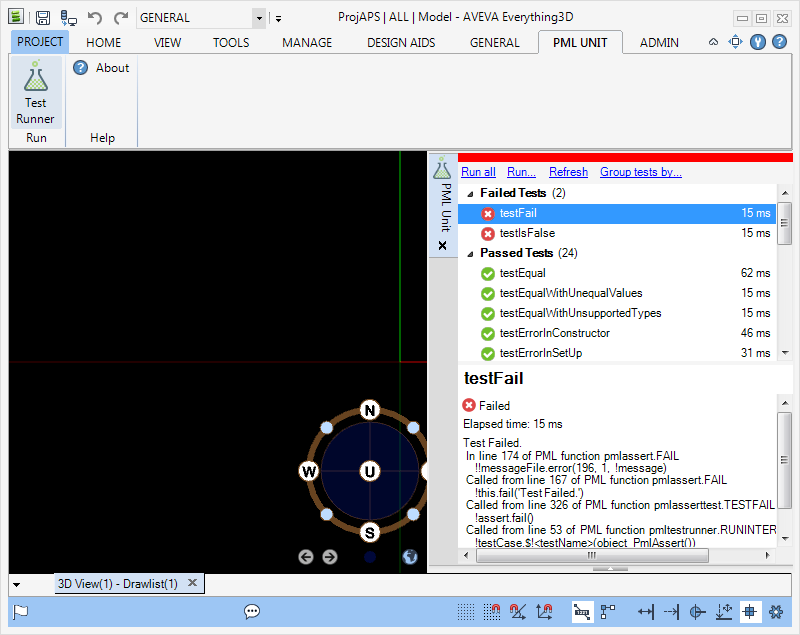 GENERAL
ProjAPS | ALL | Model - AVEVA Everything3D
PROJECT HOME VIEW TOOLS MANAGE DESIGN AIDS GENERAL PML UNIT ADMIN
Test
Runner
Run
About
Help
PML Unit
Run all Run... Refresh Group tests by...
Failed Tests (2)
testFail 15 ms
testIsFalse 15 ms
Passed Tests (24)
testEqual 62 ms
testEqualWithUnequalValues 15 ms
testEqualWithUnsupportedTypes 15 ms
testErrorInConstructor 46 ms
testErrorInSetUp 31 ms
testFail
Failed
Elapsed time: 15 ms
Test Failed.
In line 174 of PML function pmlassert.FAIL
!!messageFile.error(196, 1, !message)
Called from line 167 of PML function pmlassert.FAIL
!this.fail('Test Failed.')
Called from line 326 of PML function pmlasserttest.TESTFAIL
!assert.fail()
Called from line 53 of PML function pmltestrunner.RUNINTER
!testCase.$!<testName>(object PmlAssert())
N
W U
S
3D View(1) - Drawlist(1)